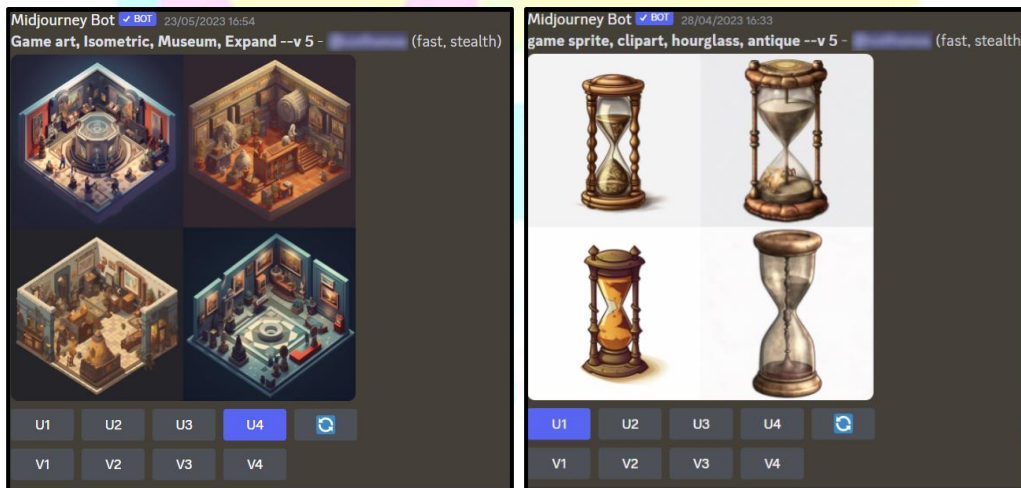 Midjourney Bot ✓ BOT 23/05/2023 16:54
Game art, Isometric, Museum, Expand --v 5 - (fast, stealth)
U1 U2 U3 U4
V1 V2 V3 V4
Midjourney Bot ✓ BOT 28/04/2023 16:33
game sprite, clipart, hourglass, antique --v 5 - (fast, stealth
U1 U2 U3 U4
V1 V2 V3 V4